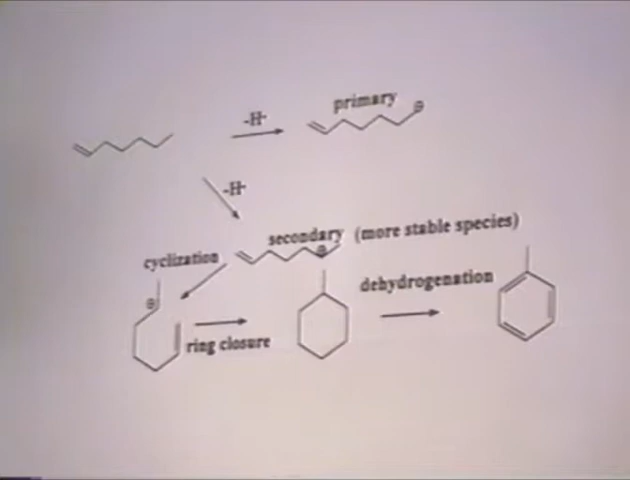 primary
-H-
-H-
secondary (more stable species)
cyclization
dehydrogenation
ring closure